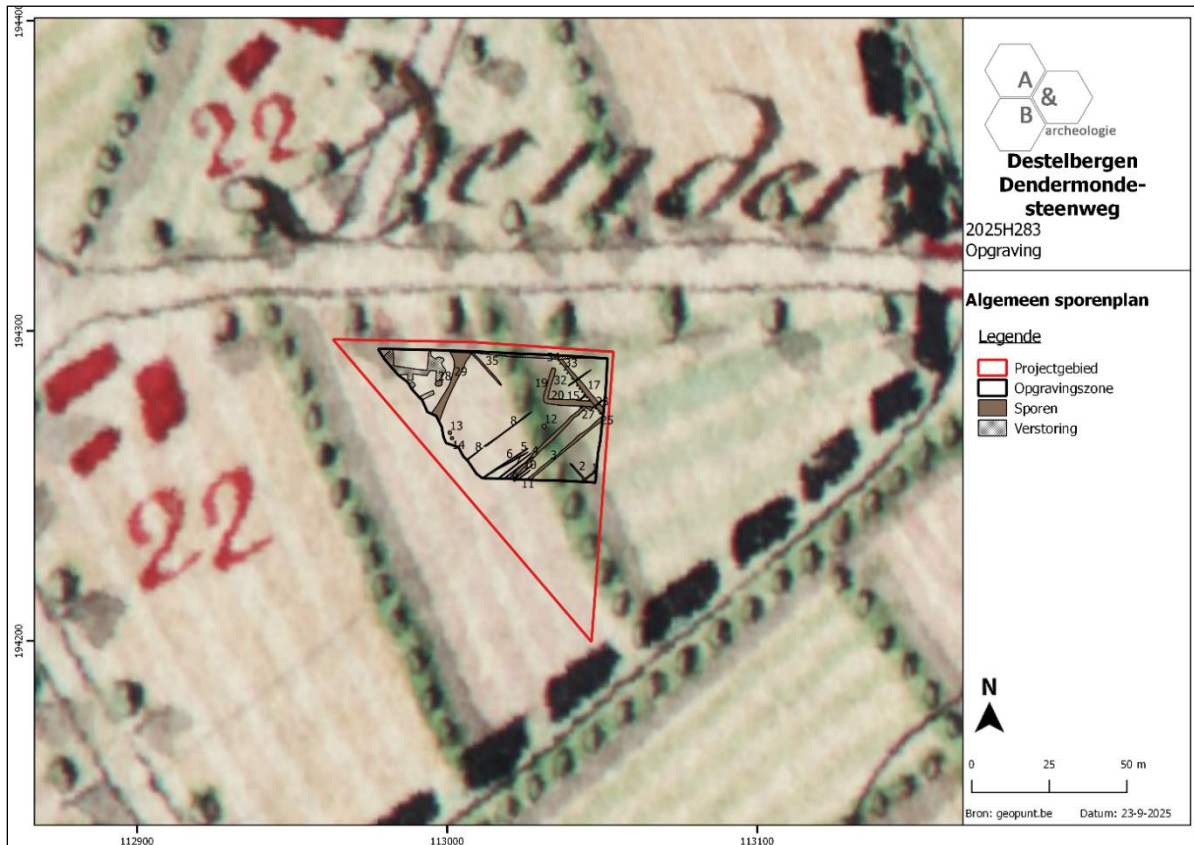 194400
194300
194200
112900
113000
113100
22
Dender
22
28
29
35
33
32
17
19
20
15
27
25
12
13
14
8
8
6
5
3
10
11
2
1
A
&
B
archeologie
Destelbergen
Dendermonde-
steenweg
2025H283
Opgraving
Algemeen sporenplan
Legende
Projectgebied
Opgravingszone
Sporen
Verstoring
N
0 25 50 m
Bron: geopunt.be Datum: 23-9-2025